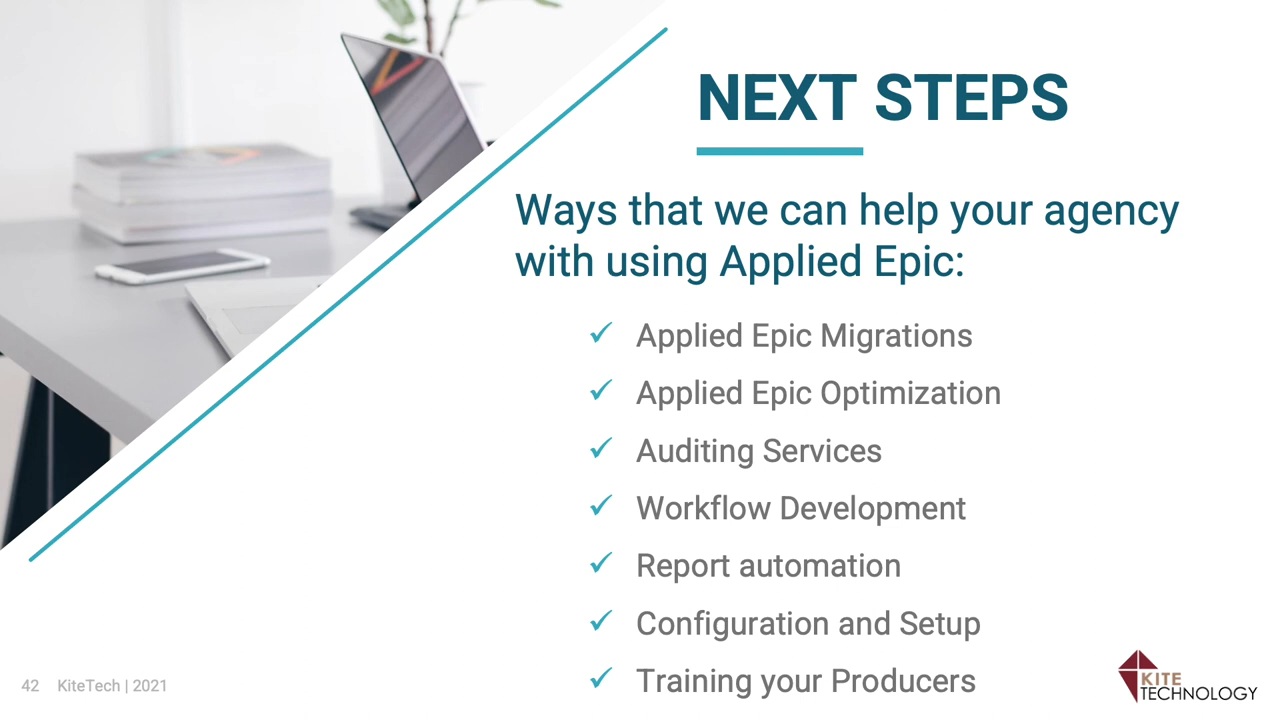 NEXT STEPS
Ways that we can help your agency
with using Applied Epic:
✓ Applied Epic Migrations
✓ Applied Epic Optimization
✓ Auditing Services
✓ Workflow Development
✓ Report automation
✓ Configuration and Setup
✓ Training your Producers
42 KiteTech | 2021
KITE
TECHNOLOGY